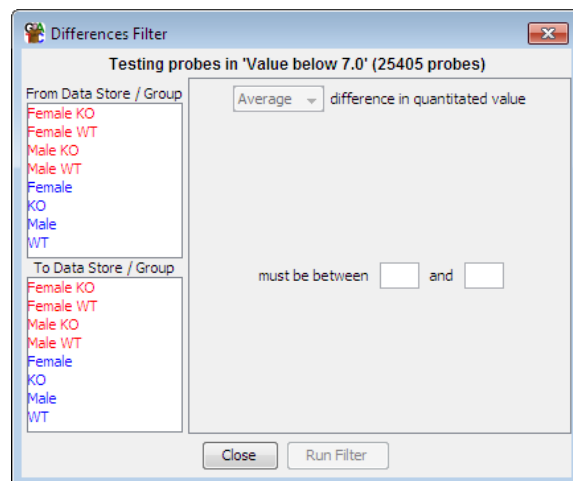 Differences Filter
Testing probes in 'Value below 7.0' (25405 probes)
From Data Store / Group
Female KO
Female WT
Male KO
Male WT
Female
KO
Male
WT
To Data Store / Group
Female KO
Female WT
Male KO
Male WT
Female
KO
Male
WT
Average difference in quantitated value
must be between and
Close Run Filter